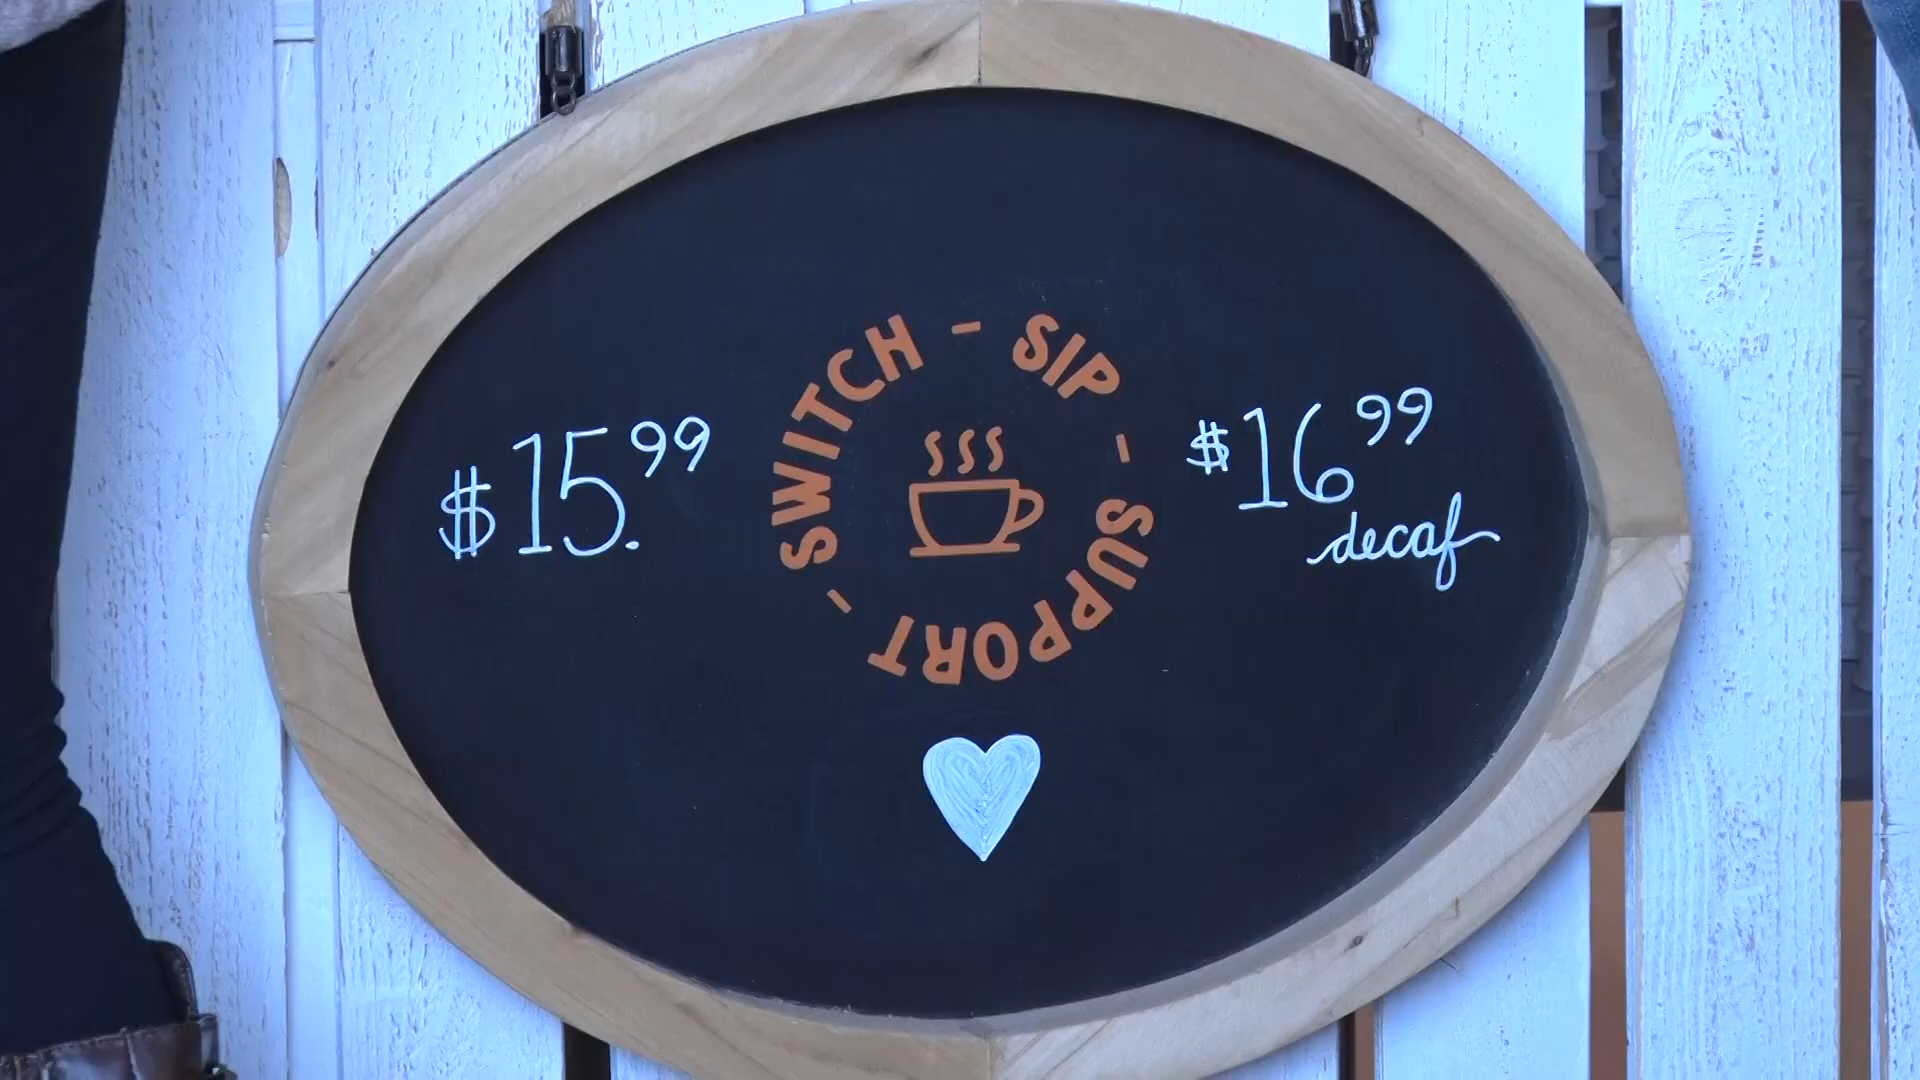 $15.99
SWITCH - SIP - SUPPORT -
$16 99
decaf